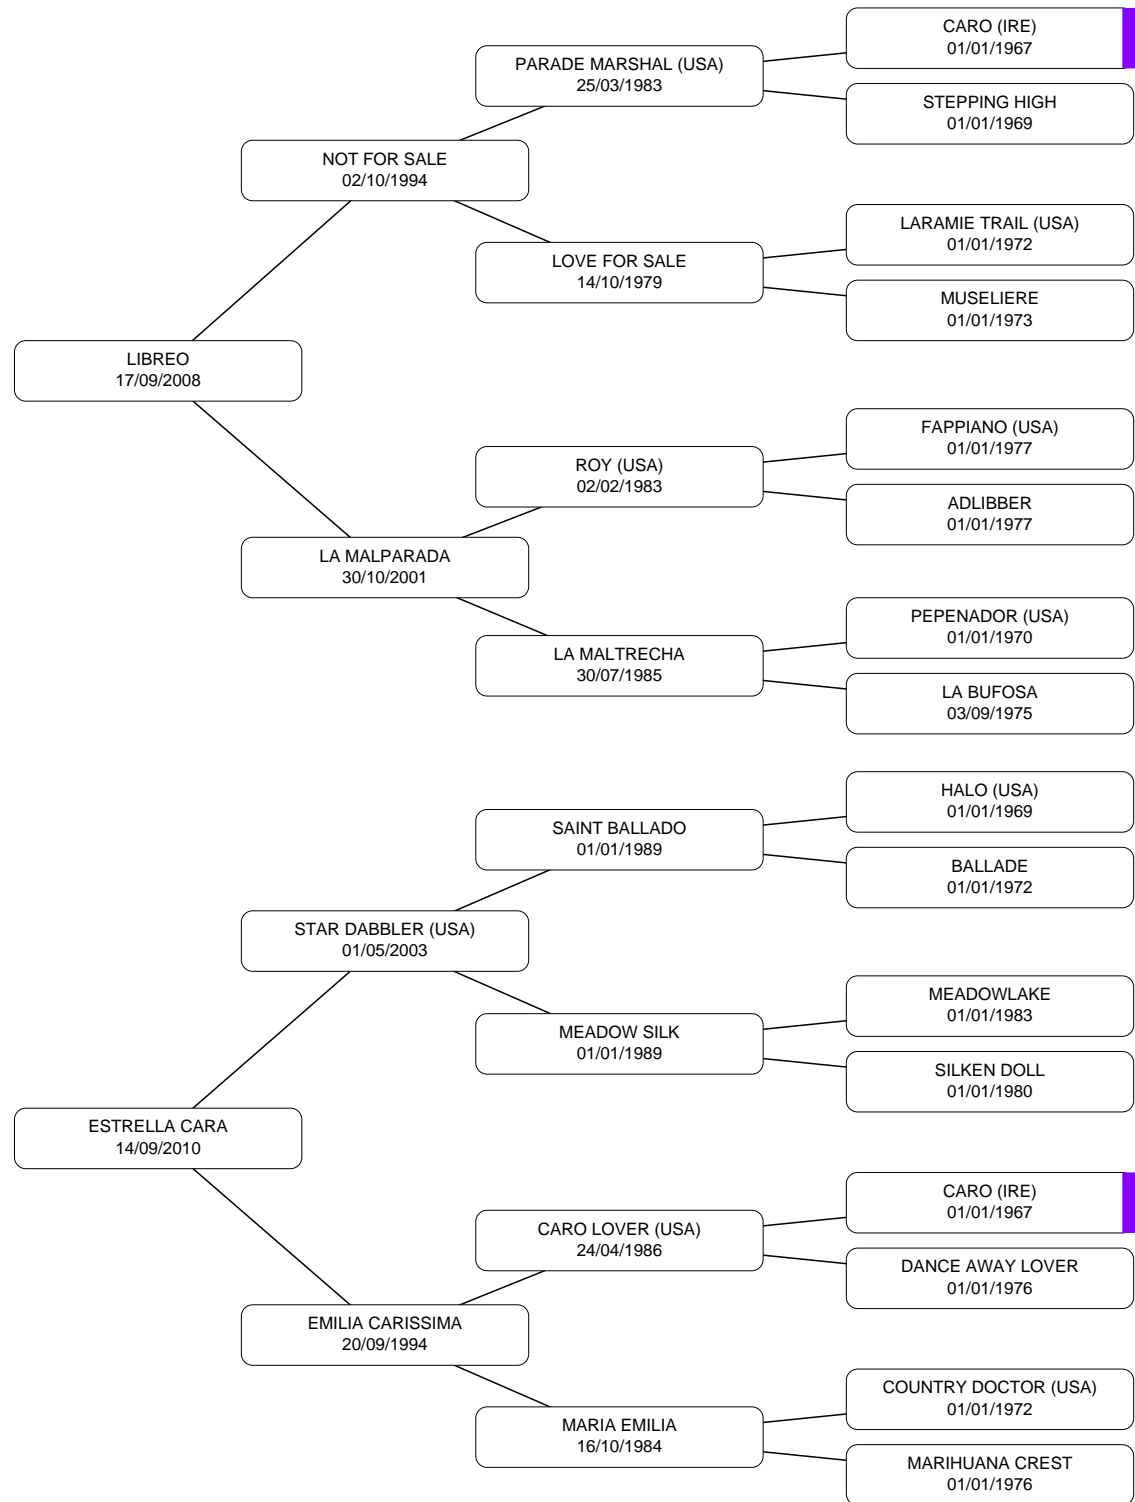 CARO (IRE)
01/01/1967
PARADE MARSHAL (USA)
25/03/1983
STEPPING HIGH
01/01/1969
NOT FOR SALE
02/10/1994
LARAMIE TRAIL (USA)
01/01/1972
LOVE FOR SALE
14/10/1979
MUSELIERE
01/01/1973
LIBREO
17/09/2008
FAPPIANO (USA)
01/01/1977
ROY (USA)
02/02/1983
ADLIBBER
01/01/1977
LA MALPARADA
30/10/2001
PEPENADOR (USA)
01/01/1970
LA MALTRECHA
30/07/1985
LA BUFOSA
03/09/1975
HALO (USA)
01/01/1969
SAINT BALLADO
01/01/1989
BALLADE
01/01/1972
STAR DABBLER (USA)
01/05/2003
MEADOWLAKE
01/01/1983
MEADOW SILK
01/01/1989
SILKEN DOLL
01/01/1980
ESTRELLA CARA
14/09/2010
CARO (IRE)
01/01/1967
CARO LOVER (USA)
24/04/1986
DANCE AWAY LOVER
01/01/1976
EMILIA CARISSIMA
20/09/1994
COUNTRY DOCTOR (USA)
01/01/1972
MARIA EMILIA
16/10/1984
MARIHUANA CREST
01/01/1976